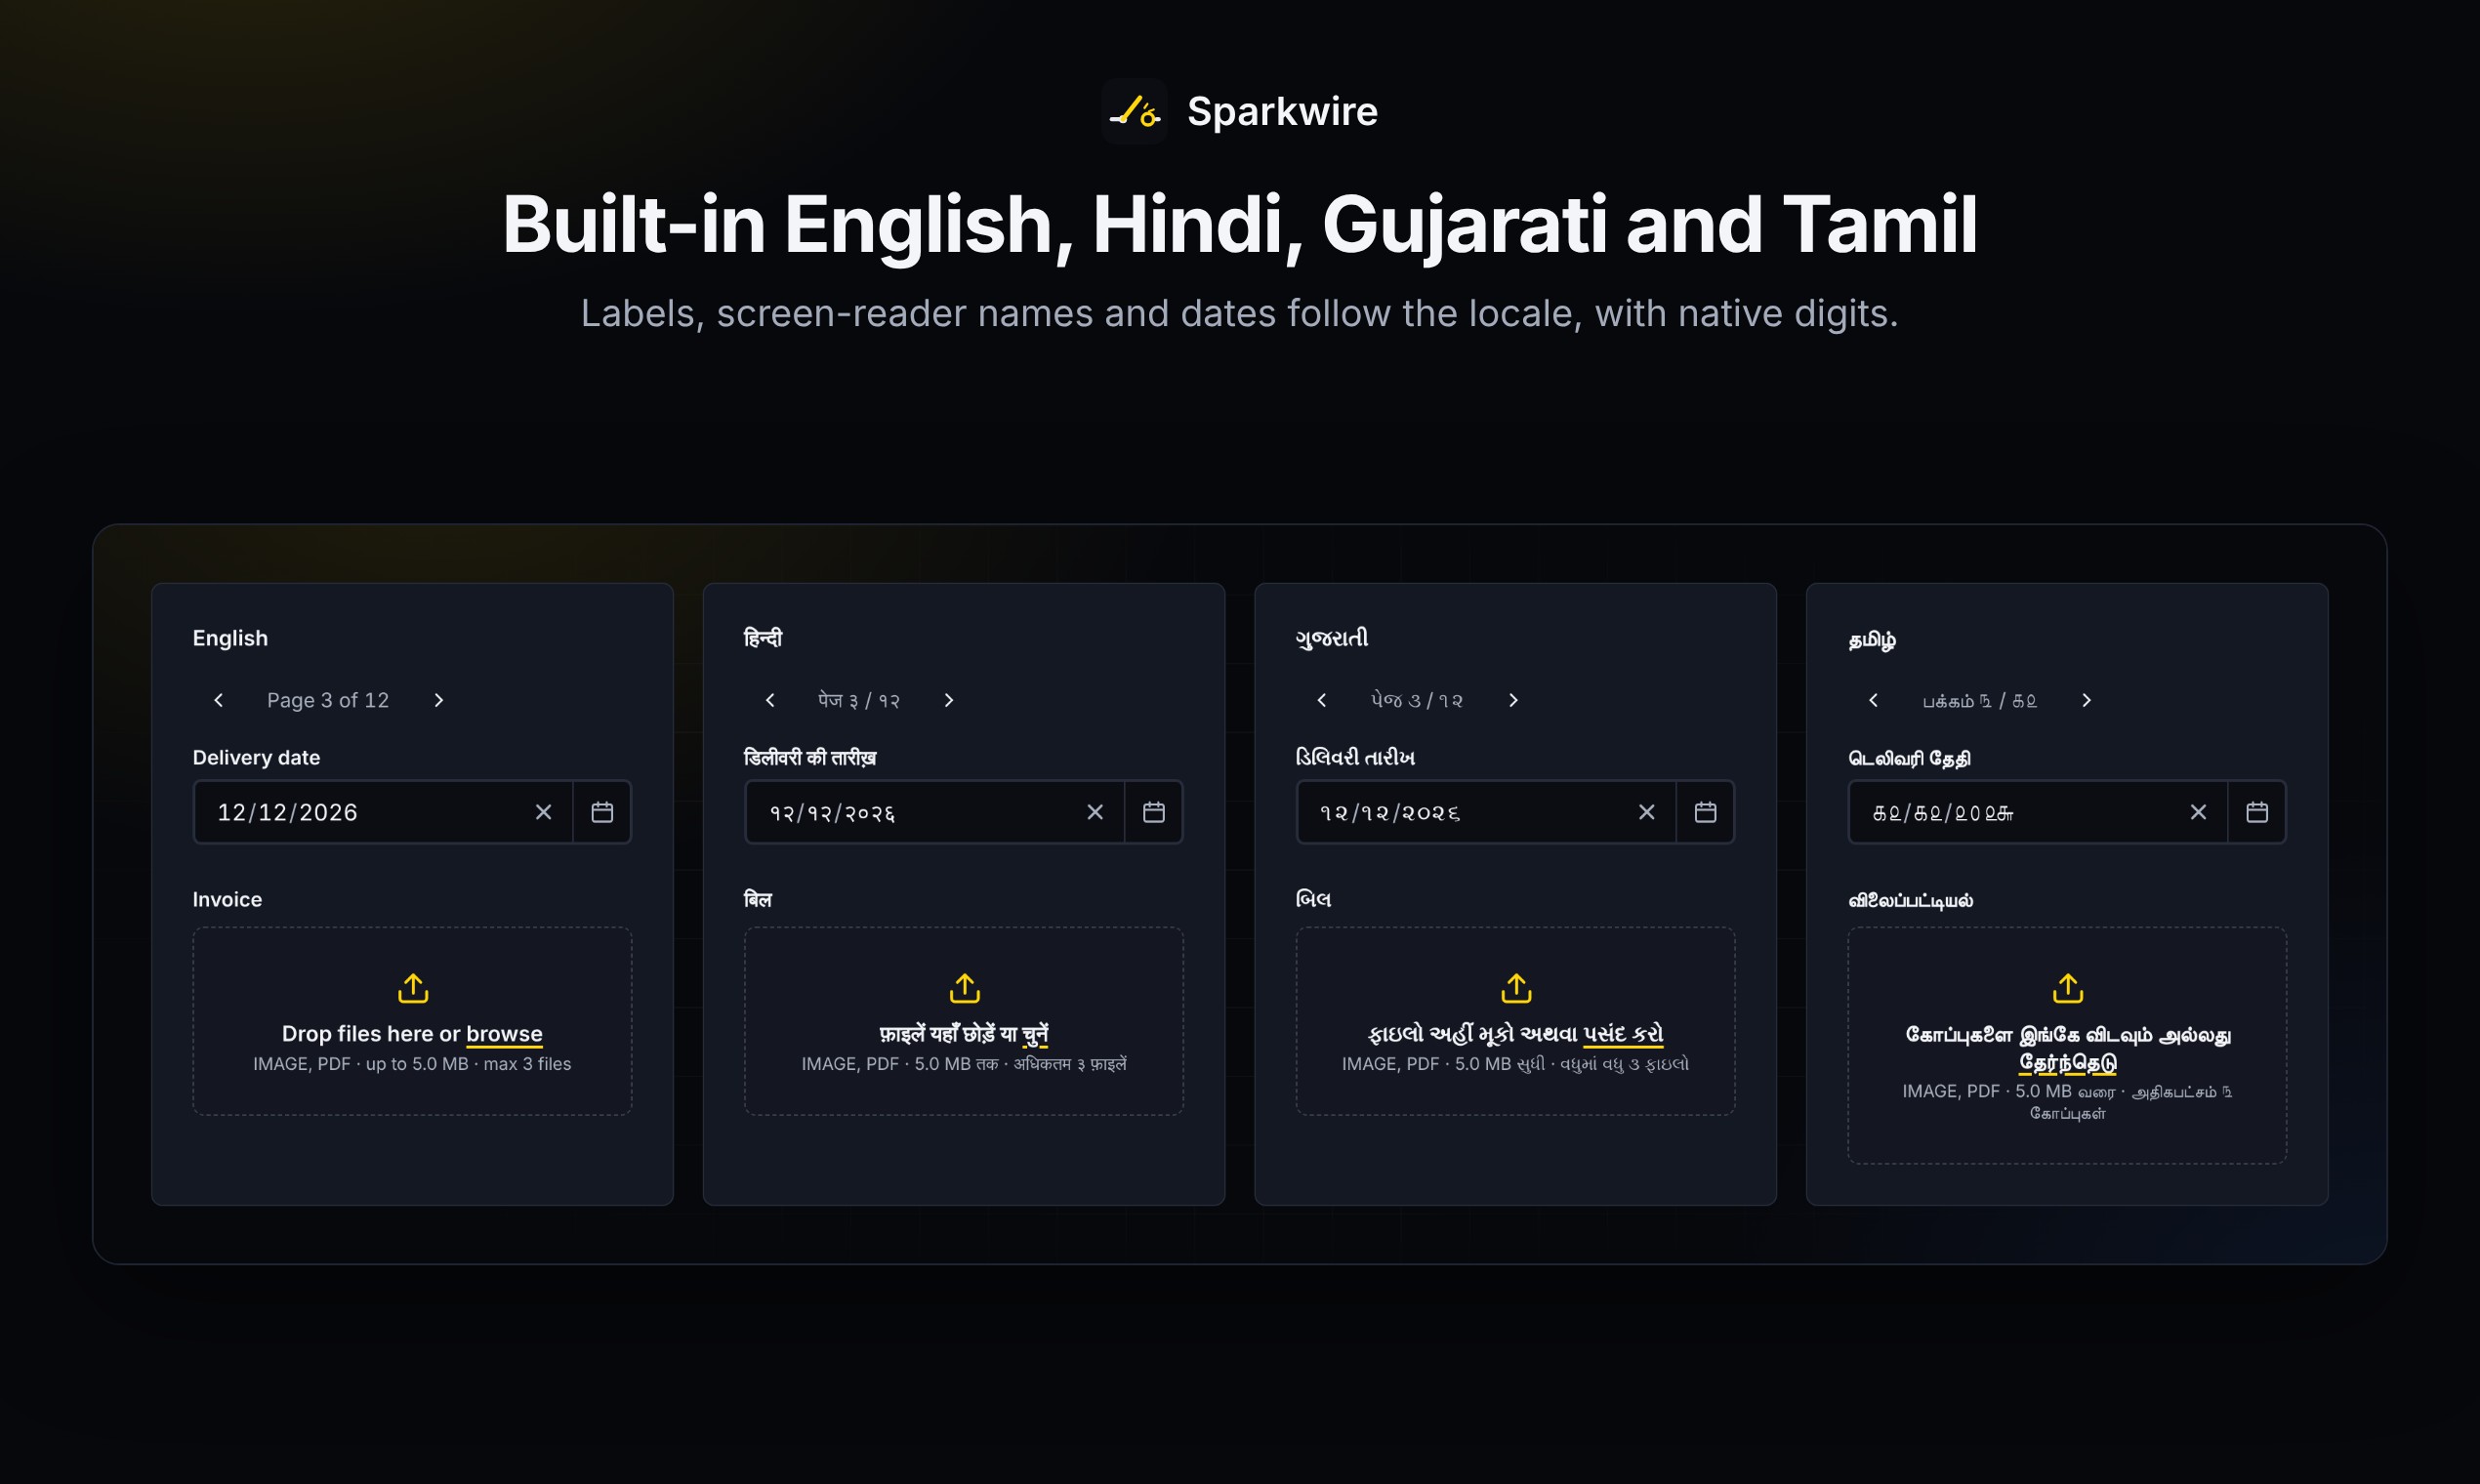 Sparkwire
Built-in English, Hindi, Gujarati and Tamil
Labels, screen-reader names and dates follow the locale, with native digits.
English
Page 3 of 12
Delivery date
12/12/2026
Invoice
Drop files here or browse
IMAGE, PDF · up to 5.0 MB · max 3 files
हिन्दी
पेज ३ / १२
डिलीवरी की तारीख़
१२/१२/२०२६
बिल
फ़ाइलें यहाँ छोड़ें या चुनें
IMAGE, PDF · 5.0 MB तक · अधिकतम ३ फ़ाइलें
ગુજરાતી
પેજ ૩ / ૧૨
ડિલિવરી તારીખ
૧૨/૧૨/૨૦૨૬
બિલ
ફાઇલો અહીં મૂકો અથવા પસંદ કરો
IMAGE, PDF · 5.0 MB સુધી · વધુમાં વધુ ૩ ફાઇલો
தமிழ்
பக்கம் ௩ / ௧௨
டெலிவரி தேதி
௧௨/௧௨/௨௦௨௬
விலைப்பட்டியல்
கோப்புகளை இங்கே விடவும் அல்லது
தேர்ந்தெடு
IMAGE, PDF · 5.0 MB வரை · அதிகபட்சம் ௩
கோப்புகள்